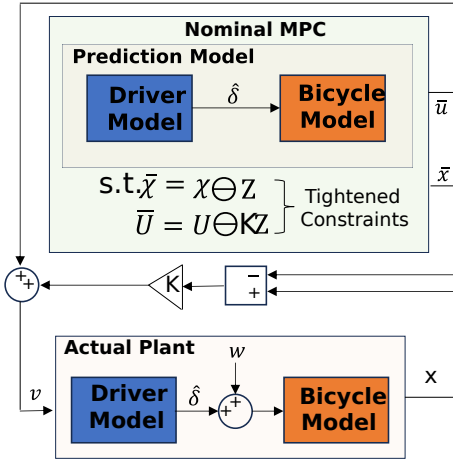 Nominal MPC
Prediction Model
Driver Model
δ̂
Bicycle Model
ū
x̄
s.t. χ̄ = χ⊖Z
Ū = U⊖KZ
Tightened Constraints
+
+
K
−
+
Actual Plant
v
Driver Model
δ̂
w
+
+
Bicycle Model
x